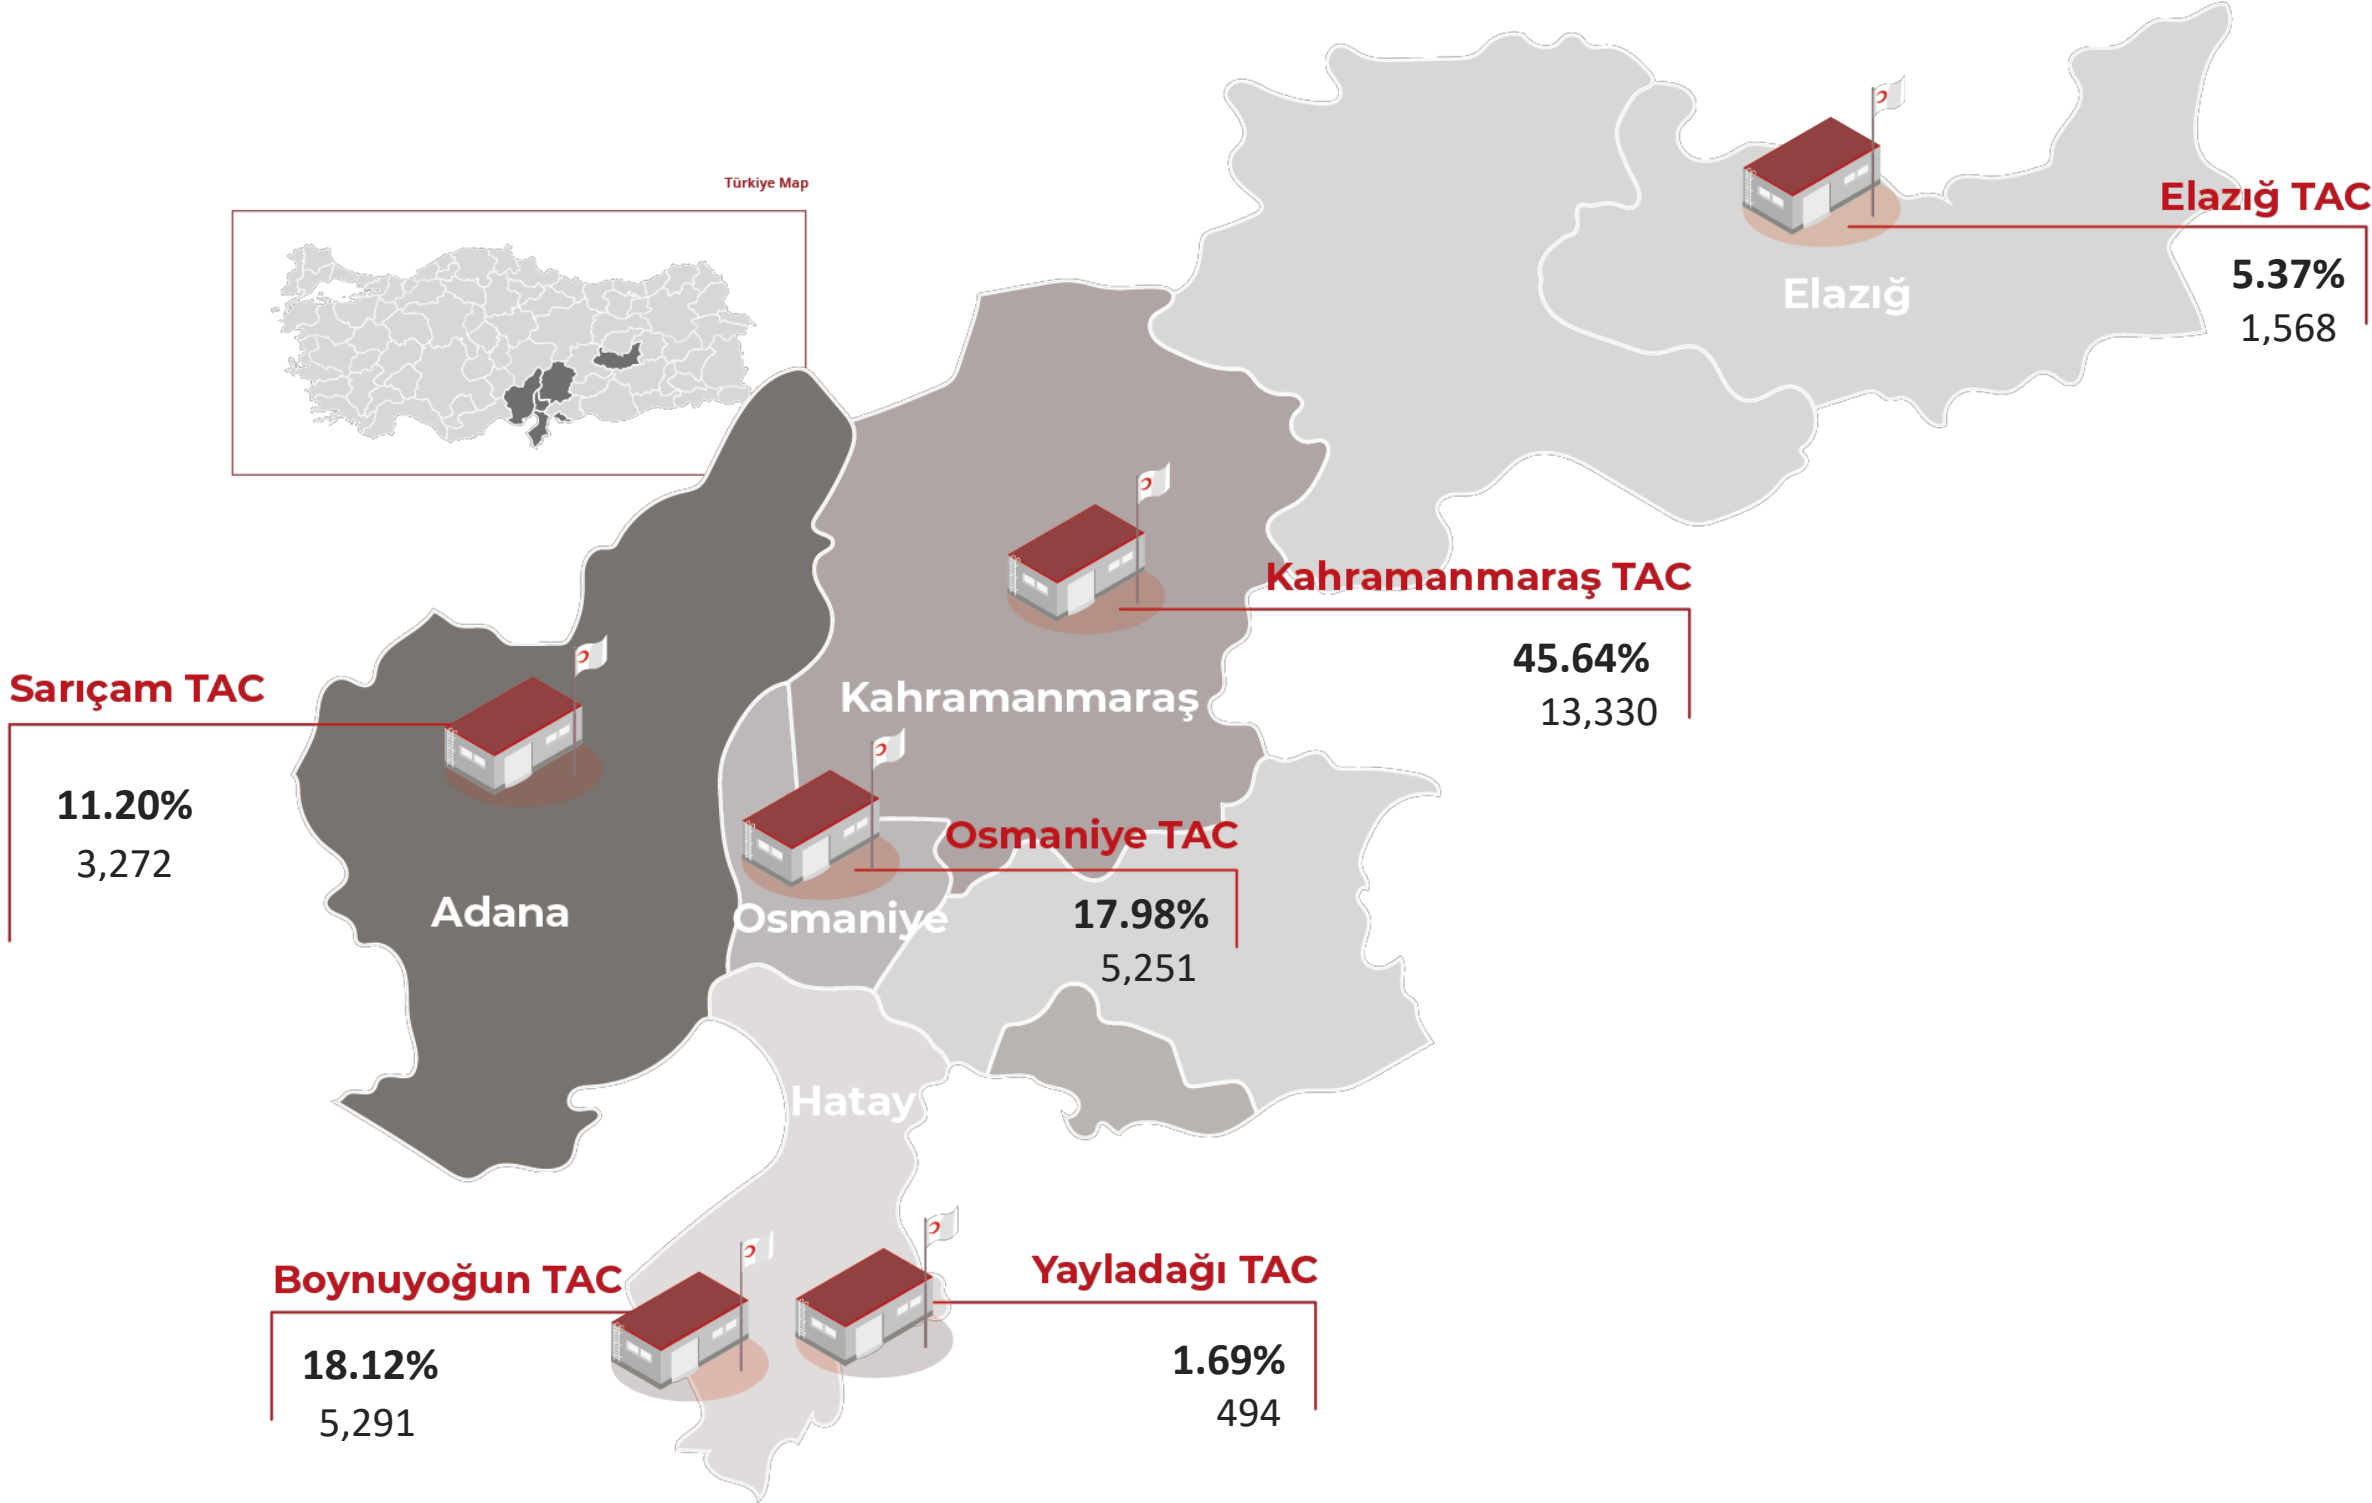 Türkiye Map
Elazığ TAC
5.37%
1,568
Elazığ
Kahramanmaraş TAC
45.64%
13,330
Kahramanmaraş
Sarıçam TAC
11.20%
3,272
Adana
Osmaniye TAC
17.98%
5,251
Osmaniye
Hatay
Boynuyoğun TAC
18.12%
5,291
Yayladağı TAC
1.69%
494